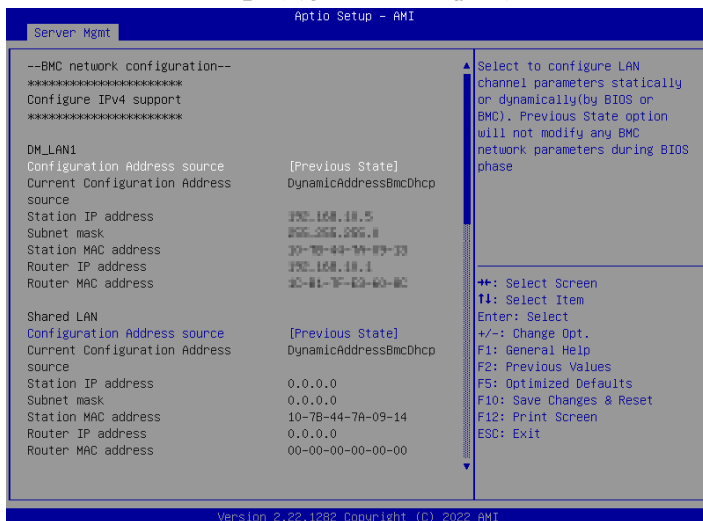 Aptio Setup – AMI
Server Mgmt
--BMC network configuration--
************************
Configure IPv4 support
************************
DM_LAN1
Configuration Address source [Previous State]
Current Configuration Address source DynamicAddressBmcDhcp
Station IP address
Subnet mask
Station MAC address
Router IP address
Router MAC address
Shared LAN
Configuration Address source [Previous State]
Current Configuration Address source DynamicAddressBmcDhcp
Station IP address 0.0.0.0
Subnet mask 0.0.0.0
Station MAC address 10-7B-44-7A-09-14
Router IP address 0.0.0.0
Router MAC address 00-00-00-00-00-00
Select to configure LAN
channel parameters statically
or dynamically(by BIOS or
BMC). Previous State option
will not modify any BMC
network parameters during BIOS
phase
→←: Select Screen
↑↓: Select Item
Enter: Select
+/-: Change Opt.
F1: General Help
F2: Previous Values
F5: Optimized Defaults
F10: Save Changes & Reset
F12: Print Screen
ESC: Exit
Version 2.22.1282 Copyright (C) 2022 AMI